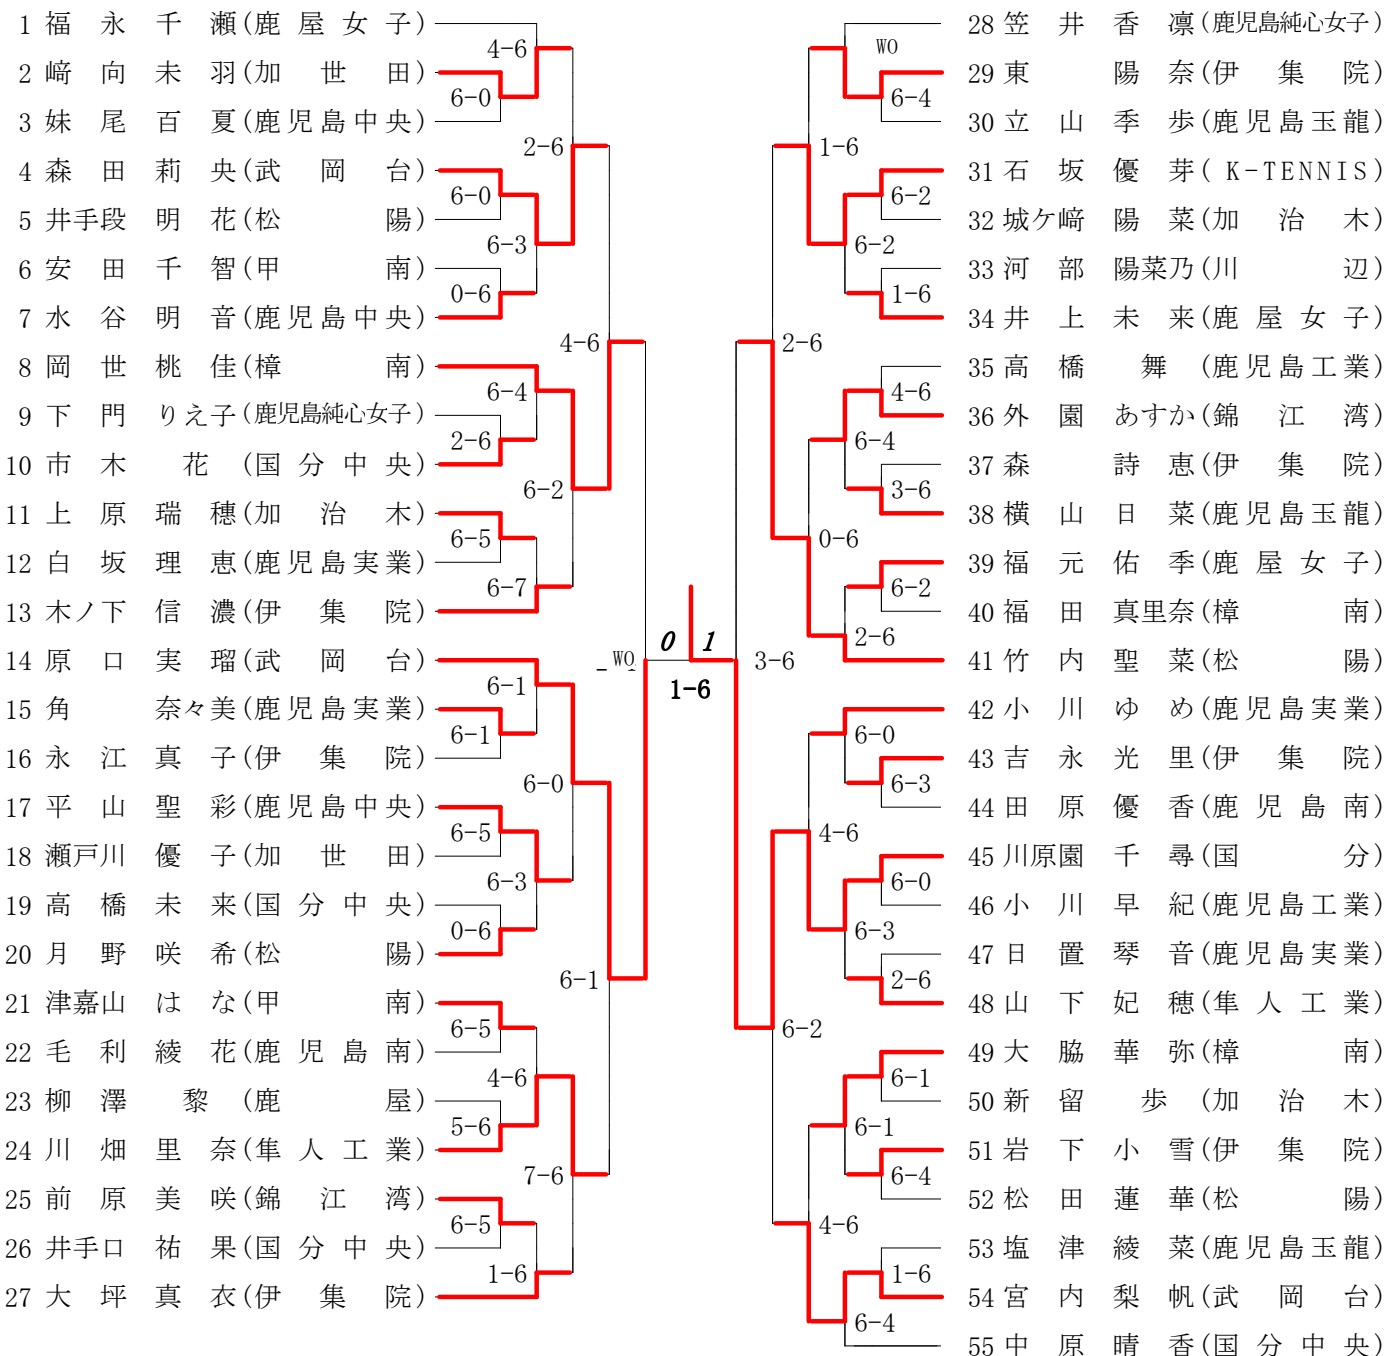 1 福永千瀬(鹿屋女子)
4-6
2 﨑向未羽(加世田)
6-0
3 妹尾百夏(鹿児島中央)
2-6
4 森田莉央(武岡台)
6-0
5 井手段明花(松陽)
6-3
6 安田千智(甲南)
0-6
7 水谷明音(鹿児島中央)
4-6
8 岡世桃佳(樟南)
6-4
9 下門りえ子(鹿児島純心女子)
2-6
10 市木花(国分中央)
6-2
11 上原瑞穂(加治木)
6-5
12 白坂理恵(鹿児島実業)
6-7
13 木ノ下信濃(伊集院)
14 原口実瑠(武岡台)
WO
6-1
15 角奈々美(鹿児島実業)
6-1
16 永江真子(伊集院)
6-0
17 平山聖彩(鹿児島中央)
6-5
18 瀬戸川優子(加世田)
6-3
19 高橋未来(国分中央)
0-6
20 月野咲希(松陽)
6-1
21 津嘉山はな(甲南)
6-5
22 毛利綾花(鹿児島南)
4-6
23 柳澤黎(鹿屋)
5-6
24 川畑里奈(隼人工業)
7-6
25 前原美咲(錦江湾)
6-5
26 井手口祐果(国分中央)
1-6
27 大坪真衣(伊集院)
0 1
1-6
28 笠井香凛(鹿児島純心女子)
WO
29 東陽奈(伊集院)
6-4
30 立山季歩(鹿児島玉龍)
1-6
31 石坂優芽(K-TENNIS)
6-2
32 城ケ﨑陽菜(加治木)
6-2
33 河部陽菜乃(川辺)
1-6
34 井上未来(鹿屋女子)
2-6
35 高橋舞(鹿児島工業)
4-6
36 外園あすか(錦江湾)
6-4
37 森詩恵(伊集院)
3-6
38 横山日菜(鹿児島玉龍)
0-6
39 福元佑季(鹿屋女子)
6-2
40 福田真里奈(樟南)
2-6
41 竹内聖菜(松陽)
3-6
42 小川ゆめ(鹿児島実業)
6-0
43 吉永光里(伊集院)
6-3
44 田原優香(鹿児島南)
4-6
45 川原園千尋(国分)
6-0
46 小川早紀(鹿児島工業)
6-3
47 日置琴音(鹿児島実業)
2-6
48 山下妃穂(隼人工業)
6-2
49 大脇華弥(樟南)
6-1
50 新留歩(加治木)
6-1
51 岩下小雪(伊集院)
6-4
52 松田蓮華(松陽)
4-6
53 塩津綾菜(鹿児島玉龍)
1-6
54 宮内梨帆(武岡台)
6-4
55 中原晴香(国分中央)